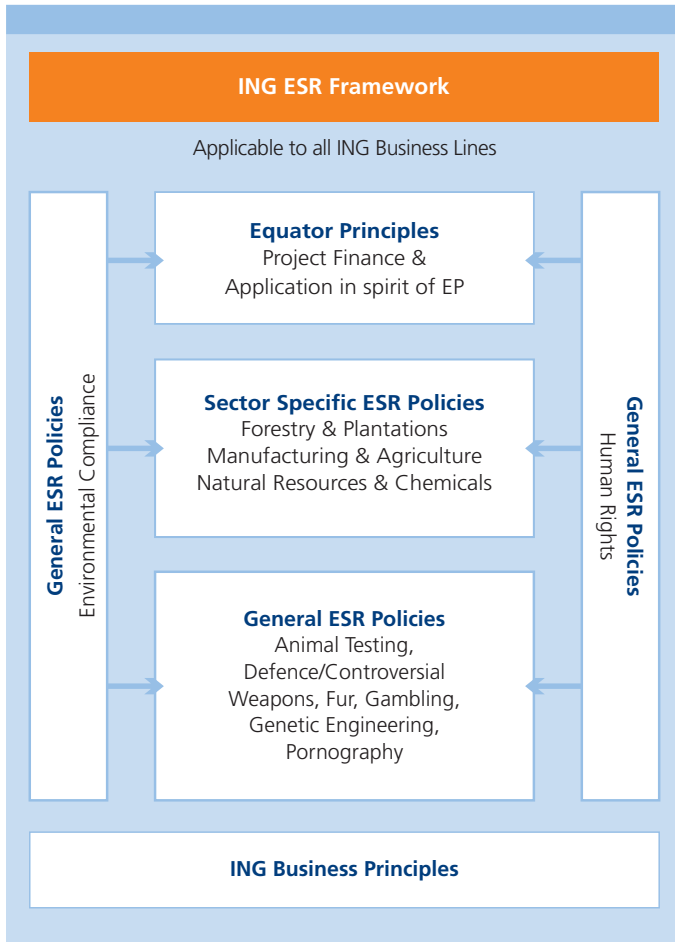 ING ESR Framework
Applicable to all ING Business Lines
General ESR Policies
Environmental Compliance
Equator Principles
Project Finance &
Application in spirit of EP
Sector Specific ESR Policies
Forestry & Plantations
Manufacturing & Agriculture
Natural Resources & Chemicals
General ESR Policies
Animal Testing,
Defence/Controversial
Weapons, Fur, Gambling,
Genetic Engineering,
Pornography
General ESR Policies
Human Rights
ING Business Principles